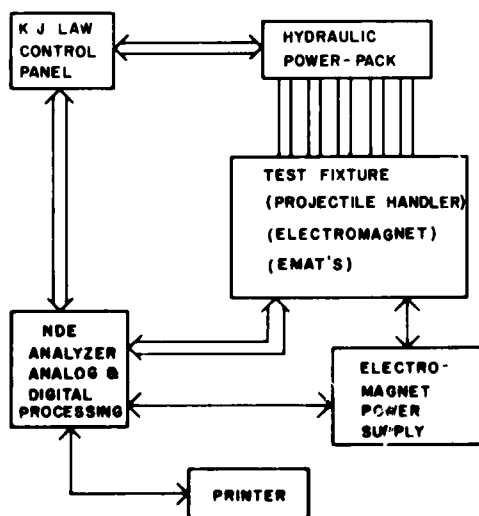 K J LAW
CONTROL
PANEL
HYDRAULIC
POWER-PACK
TEST FIXTURE
(PROJECTILE HANDLER)
(ELECTROMAGNET)
(EMAT'S)
NDE
ANALYZER
ANALOG &
DIGITAL
PROCESSING
ELECTRO-
MAGNET
POWER
SUPPLY
PRINTER